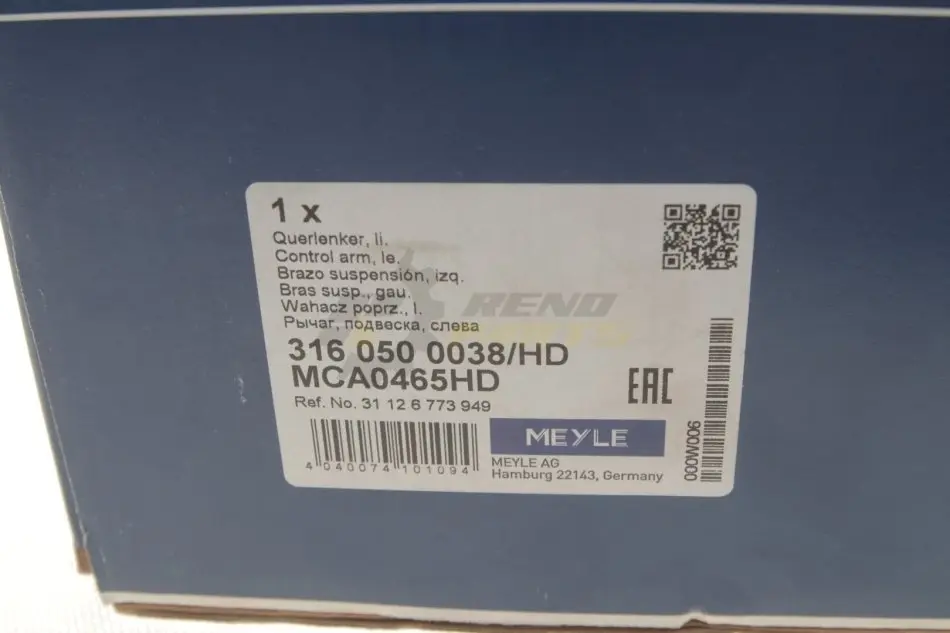 1 x
Querlenker, li.
Control arm, le.
Brazo suspensión, izq.
Bras susp., gau.
Wahacz poprz., l.
Рычаг, подвеска, слева
RENO
PARTS
316 050 0038/HD
MCA0465HD
Ref. No. 31 12 6 773 949
EAC
MEYLE
MEYLE AG
Hamburg 22143, Germany
4 040074 101094
000W006